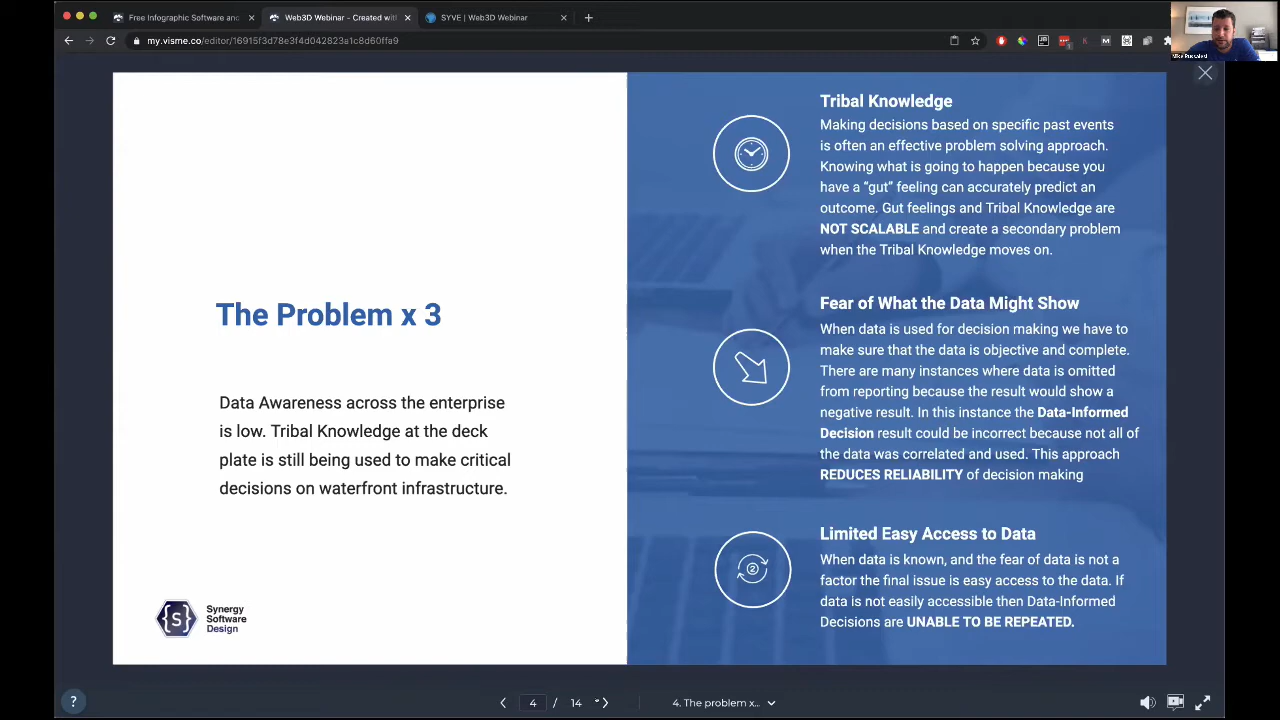 Free Infographic Software and
Web3D Webinar - Created with
SYVE | Web3D Webinar
my.visme.co/editor/16915f3d78e3f4d042823a1c8d60ffa9
The Problem x 3
Data Awareness across the enterprise
is low. Tribal Knowledge at the deck
plate is still being used to make critical
decisions on waterfront infrastructure.
{s}
Synergy
Software
Design
Tribal Knowledge
Making decisions based on specific past events
is often an effective problem solving approach.
Knowing what is going to happen because you
have a “gut” feeling can accurately predict an
outcome. Gut feelings and Tribal Knowledge are
NOT SCALABLE and create a secondary problem
when the Tribal Knowledge moves on.
Fear of What the Data Might Show
When data is used for decision making we have to
make sure that the data is objective and complete.
There are many instances where data is omitted
from reporting because the result would show a
negative result. In this instance the Data-Informed
Decision result could be incorrect because not all of
the data was correlated and used. This approach
REDUCES RELIABILITY of decision making
2
Limited Easy Access to Data
When data is known, and the fear of data is not a
factor the final issue is easy access to the data. If
data is not easily accessible then Data-Informed
Decisions are UNABLE TO BE REPEATED.
?
4 / 14
4. The problem x...